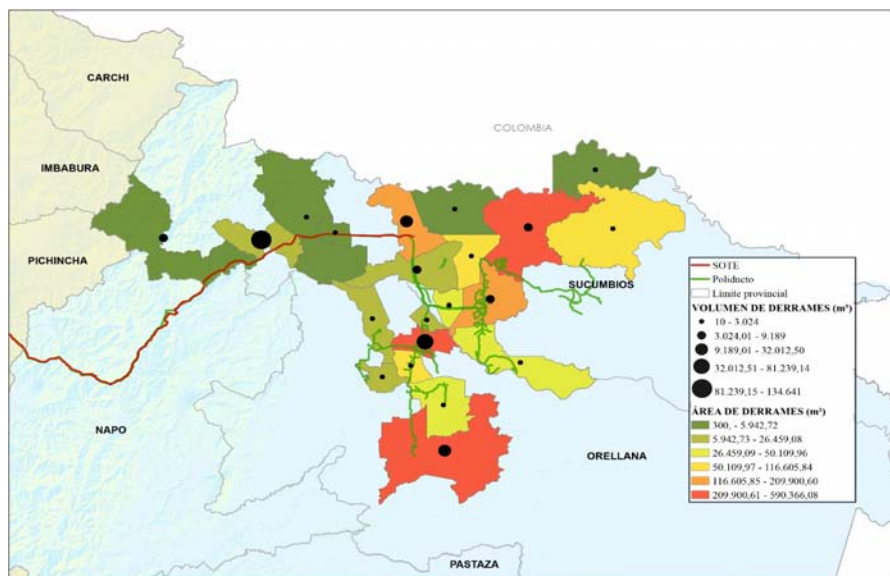 CARCHI
COLOMBIA
IMBABURA
PICHINCHA
SUCUMBIOS
NAPO
ORELLANA
PASTAZA
SOTE
Poliducto
Límite provincial
VOLUMEN DE DERRAMES (m³)
10 - 3.024
3.024,01 - 9.189
9.189,01 - 32.012,50
32.012,51 - 81.239,14
81.239,15 - 134.641
ÁREA DE DERRAMES (m²)
300, - 5.942,72
5.942,73 - 26.459,08
26.459,09 - 50.109,96
50.109,97 - 116.605,84
116.605,85 - 209.900,60
209.900,61 - 590.366,08